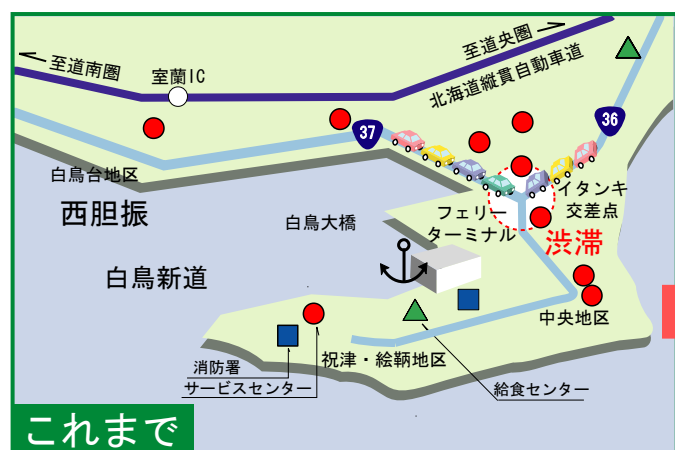 至道南圏
至道央圏
室蘭IC
北海道縦貫自動車道
37
36
白鳥台地区
イタンキ
交差点
西胆振
白鳥大橋
フェリー
ターミナル
渋滞
白鳥新道
中央地区
祝津・絵鞆地区
消防署
サービスセンター
給食センター
これまで